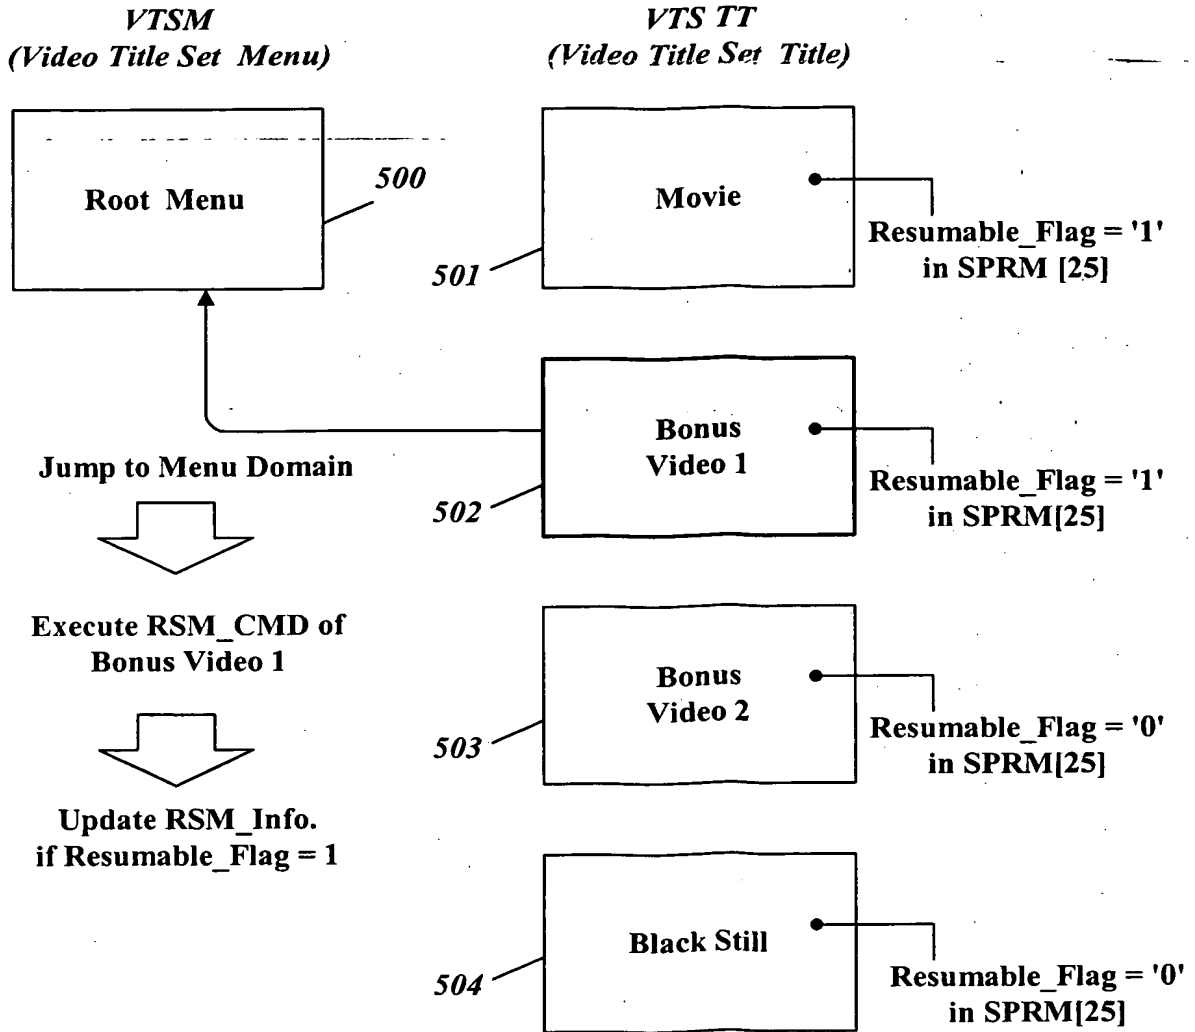 VTSM
(Video Title Set Menu)
VTS TT
(Video Title Set Title)
Root Menu
500
Movie
501
Resumable_Flag = '1'
in SPRM [25]
Bonus
Video 1
502
Resumable_Flag = '1'
in SPRM[25]
Jump to Menu Domain
Execute RSM_CMD of
Bonus Video 1
Update RSM_Info.
if Resumable_Flag = 1
Bonus
Video 2
503
Resumable_Flag = '0'
in SPRM[25]
Black Still
504
Resumable_Flag = '0'
in SPRM[25]